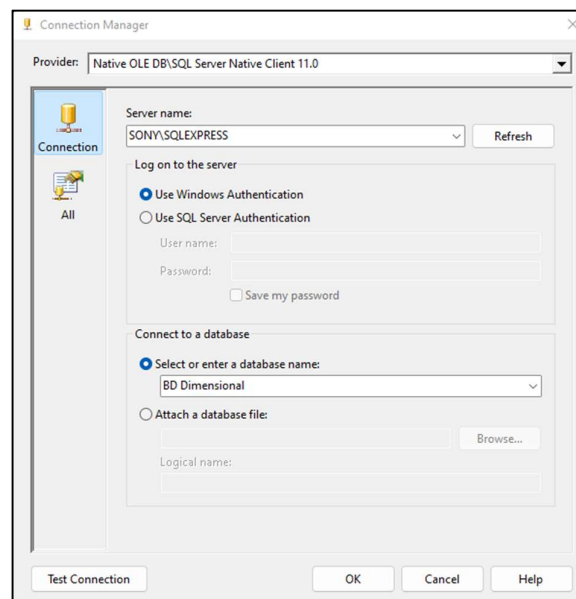 Connection Manager
Provider: Native OLE DB\SQL Server Native Client 11.0
Connection
All
Server name:
SONY\SQLEXPRESS
Refresh
Log on to the server
Use Windows Authentication
Use SQL Server Authentication
User name:
Password:
Save my password
Connect to a database
Select or enter a database name:
BD Dimensional
Attach a database file:
Browse...
Logical name:
Test Connection OK Cancel Help